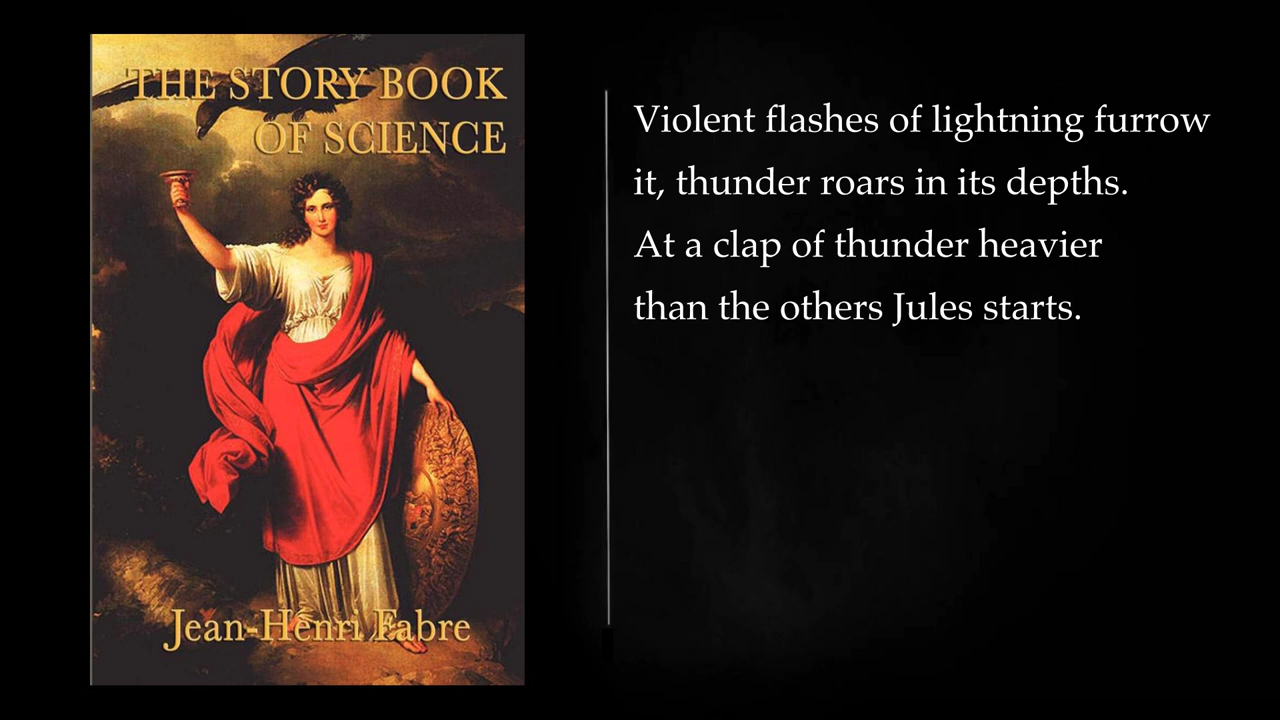 THE STORY BOOK
OF SCIENCE
Jean-Henri Fabre
Violent flashes of lightning furrow
it, thunder roars in its depths.
At a clap of thunder heavier
than the others Jules starts.